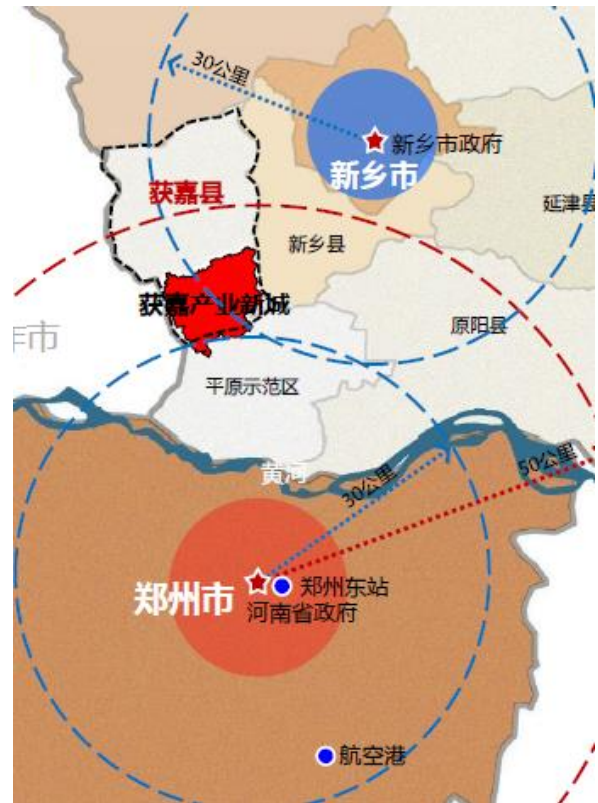 30公里
新乡市政府
新乡市
获嘉县
延津县
新乡县
获嘉产业新城
原阳县
作市
平原示范区
黄河
50公里
30公里
郑州东站
郑州市
河南省政府
航空港